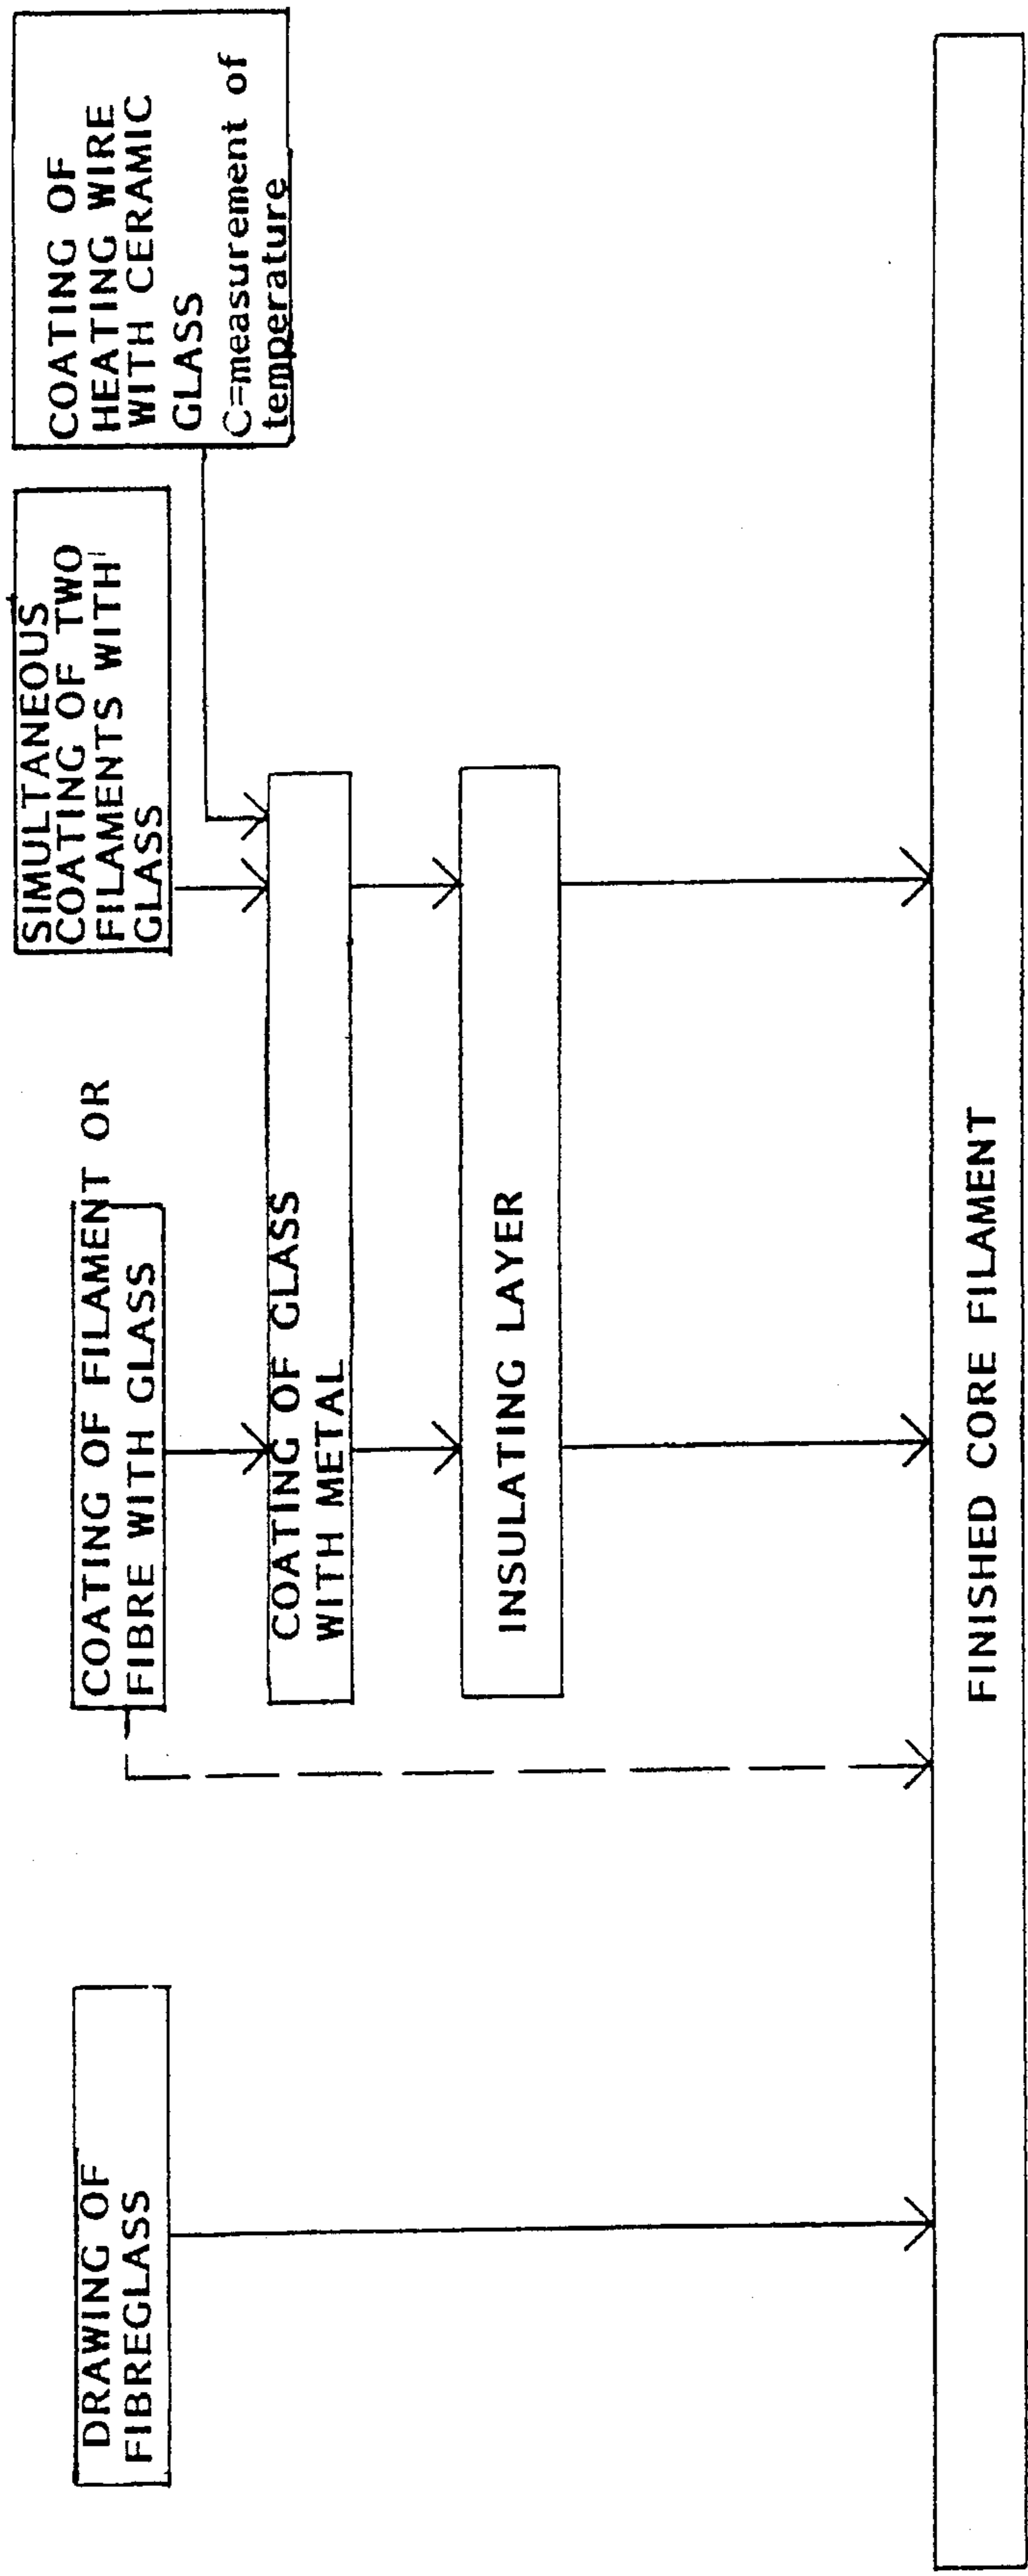 DRAWING OF
FIBREGLASS
COATING OF FILAMENT OR
FIBRE WITH GLASS
SIMULTANEOUS
COATING OF TWO
FILAMENTS WITH
GLASS
COATING OF
HEATING WIRE
WITH CERAMIC
GLASS
C=measurement of
temperature
COATING OF GLASS
WITH METAL
INSULATING LAYER
FINISHED CORE FILAMENT